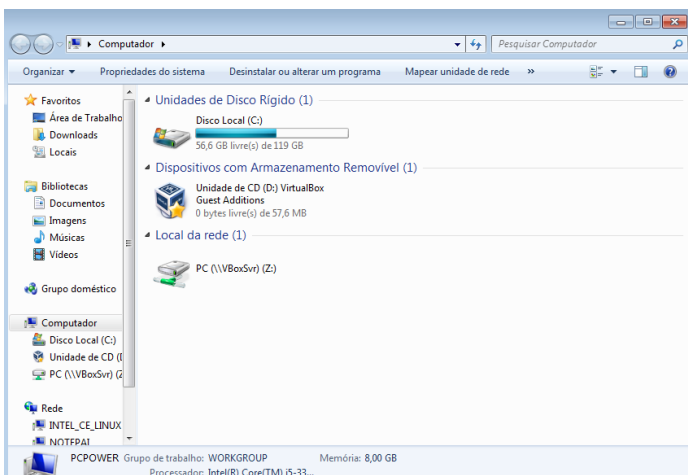 Computador
Pesquisar Computador
Organizar
Propriedades do sistema
Desinstalar ou alterar um programa
Mapear unidade de rede
»
Favoritos
Área de Trabalho
Downloads
Locais
Bibliotecas
Documentos
Imagens
Músicas
Vídeos
Grupo doméstico
Computador
Disco Local (C:)
Unidade de CD (
PC (\\VBoxSvr) (Z
Rede
INTEL_CE_LINUX
NOTEPAI
Unidades de Disco Rígido (1)
Disco Local (C:)
56,6 GB livre(s) de 119 GB
Dispositivos com Armazenamento Removível (1)
Unidade de CD (D:) VirtualBox
Guest Additions
0 bytes livre(s) de 57,6 MB
Local da rede (1)
PC (\\VBoxSvr) (Z:)
PCPOWER Grupo de trabalho: WORKGROUP Memória: 8,00 GB
Processador: Intel(R) Core(TM) i5-33...